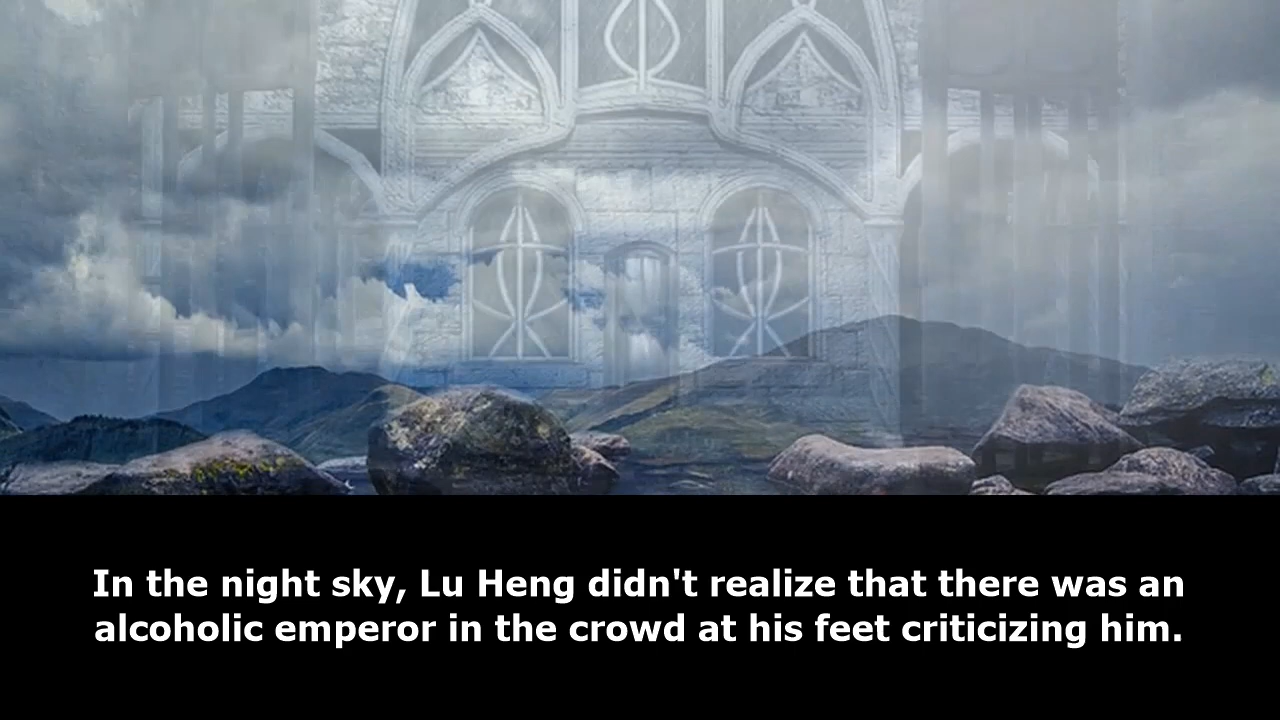 In the night sky, Lu Heng didn't realize that there was an
alcoholic emperor in the crowd at his feet criticizing him.